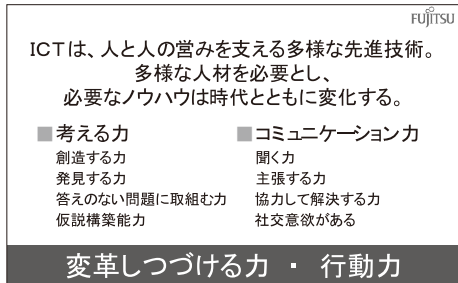 FUJITSU
ICTは、人と人の営みを支える多様な先進技術。
多様な人材を必要とし、
必要なノウハウは時代とともに変化する。
■考える力
創造する力
発見する力
答えのない問題に取組む力
仮説構築能力
■コミュニケーション力
聞く力
主張する力
協力して解決する力
社交意欲がある
変革しつづける力 ・ 行動力